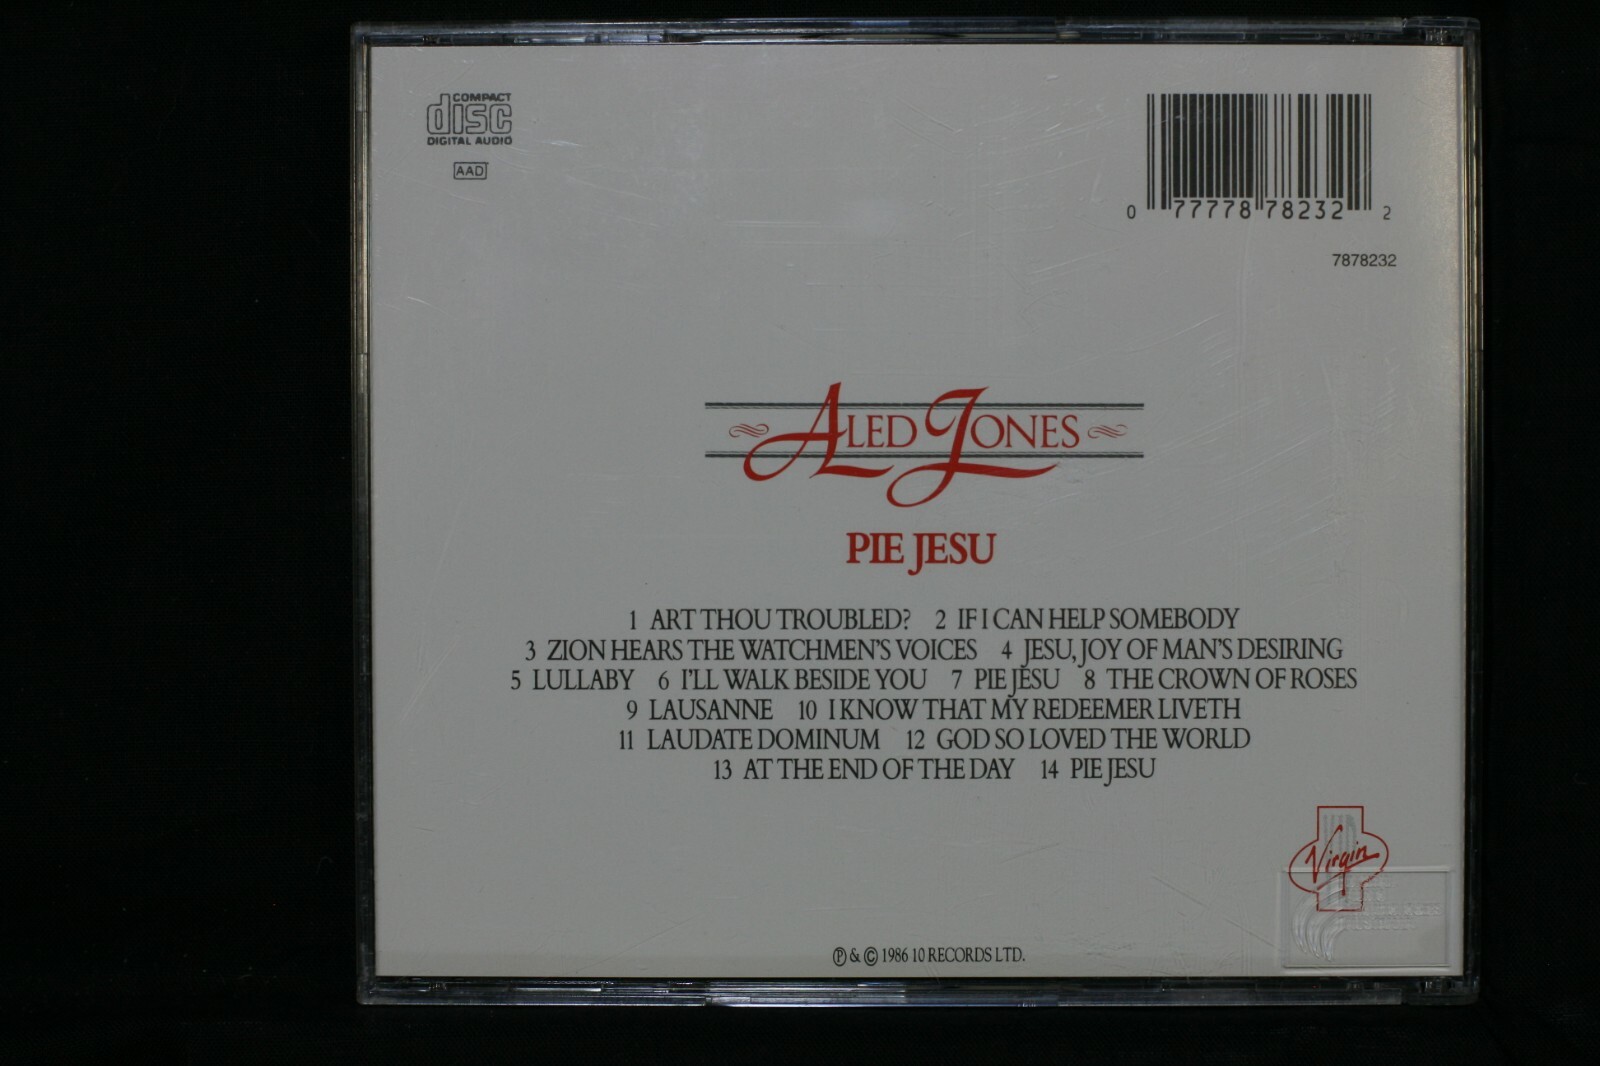 COMPACT
disc
DIGITAL AUDIO
AAD
0 77778 78232 2
7878232
ALED JONES
PIE JESU
1 ART THOU TROUBLED? 2 IF I CAN HELP SOMEBODY
3 ZION HEARS THE WATCHMEN'S VOICES 4 JESU, JOY OF MAN'S DESIRING
5 LULLABY 6 I'LL WALK BESIDE YOU 7 PIE JESU 8 THE CROWN OF ROSES
9 LAUSANNE 10 I KNOW THAT MY REDEEMER LIVETH
11 LAUDATE DOMINUM 12 GOD SO LOVED THE WORLD
13 AT THE END OF THE DAY 14 PIE JESU
Virgin
℗ & © 1986 10 RECORDS LTD.